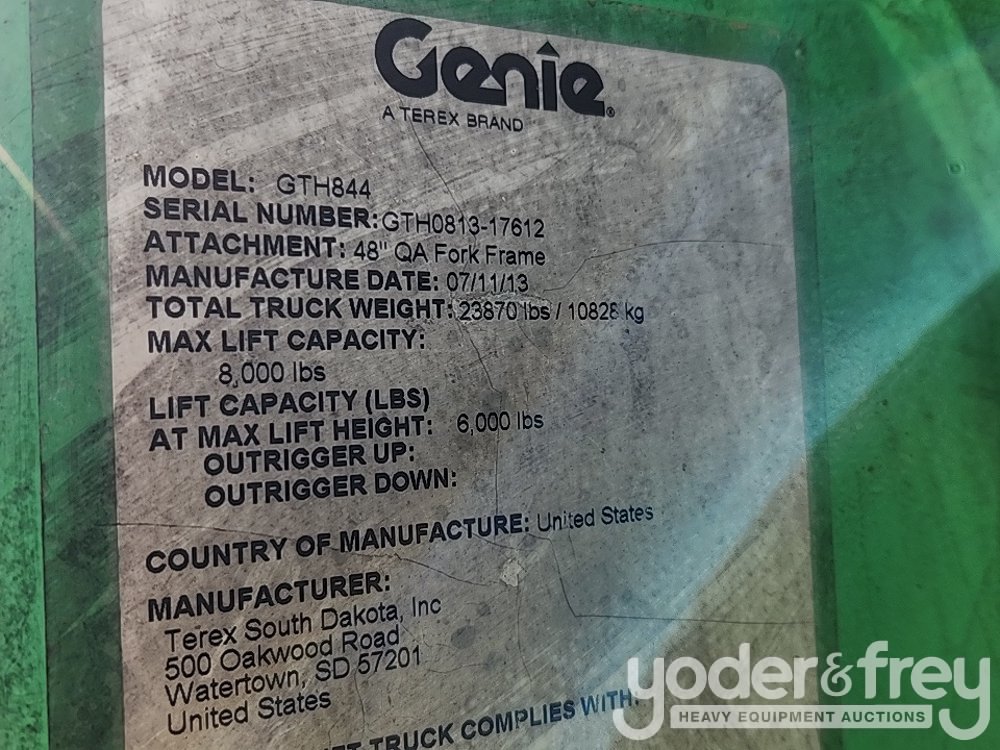 Genie
A TEREX BRAND
MODEL: GTH844
SERIAL NUMBER: GTH0813-17612
ATTACHMENT: 48" QA Fork Frame
MANUFACTURE DATE: 07/11/13
TOTAL TRUCK WEIGHT: 23870 lbs / 10828 kg
MAX LIFT CAPACITY:
8,000 lbs
LIFT CAPACITY (LBS)
AT MAX LIFT HEIGHT: 6,000 lbs
OUTRIGGER UP:
OUTRIGGER DOWN:
COUNTRY OF MANUFACTURE: United States
MANUFACTURER:
Terex South Dakota, Inc
500 Oakwood Road
Watertown, SD 57201
United States
TRUCK COMPLIES WITH:
yoder & frey
HEAVY EQUIPMENT AUCTIONS